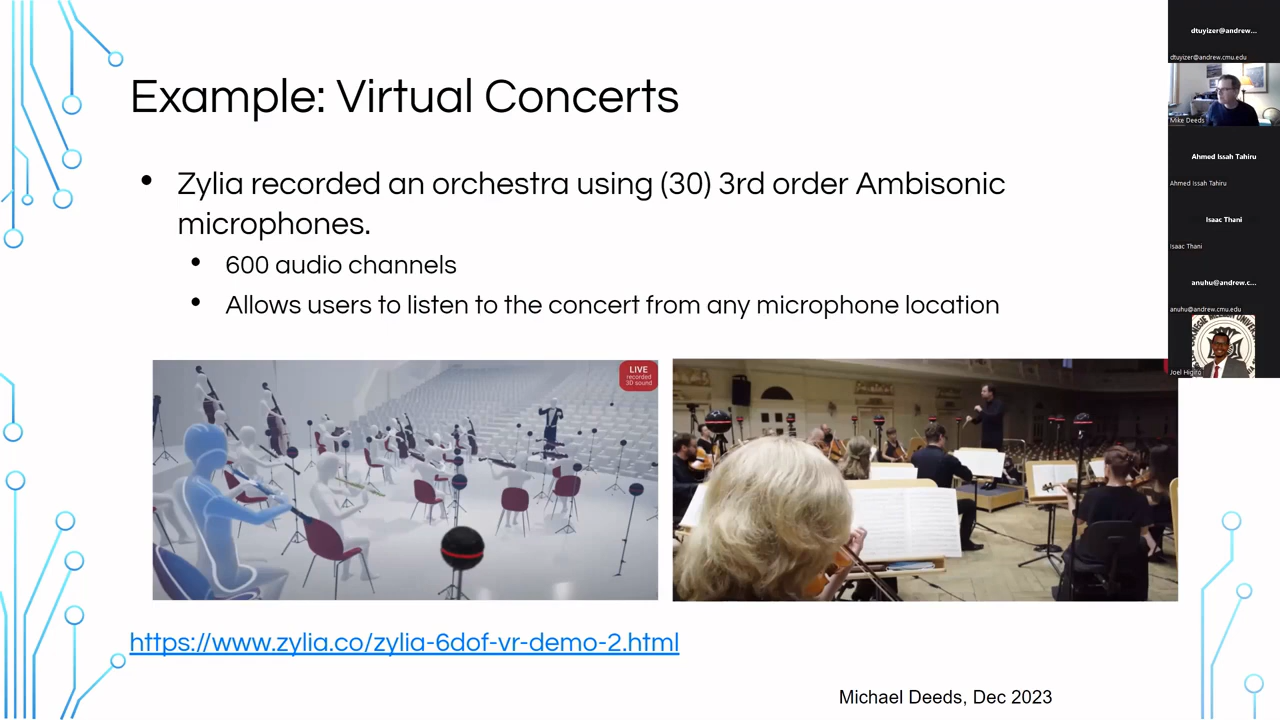 Example: Virtual Concerts
• Zylia recorded an orchestra using (30) 3rd order Ambisonic
microphones.
• 600 audio channels
• Allows users to listen to the concert from any microphone location
LIVE
recorded
3D sound
https://www.zylia.co/zylia-6dof-vr-demo-2.html
Michael Deeds, Dec 2023
dtuyizer@andrew...
dtuyizer@andrew.cmu.edu
Mike Deeds
Ahmed Issah Tahiru
Ahmed Issah Tahiru
Isaac Thani
Isaac Thani
anuhu@andrew.c...
anuhu@andrew.cmu.edu
Joel Higiro